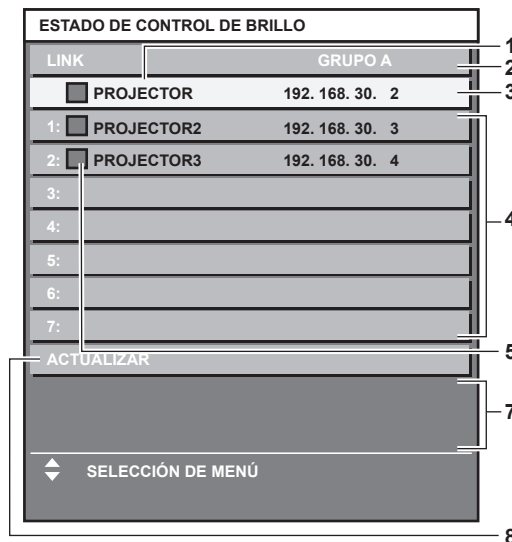 ESTADO DE CONTROL DE BRILLO
LINK GRUPO A
PROJECTOR 192. 168. 30. 2
1: PROJECTOR2 192. 168. 30. 3
2: PROJECTOR3 192. 168. 30. 4
3:
4:
5:
6:
7:
ACTUALIZAR
SELECCIÓN DE MENÚ
1
2
3
4
5
7
8